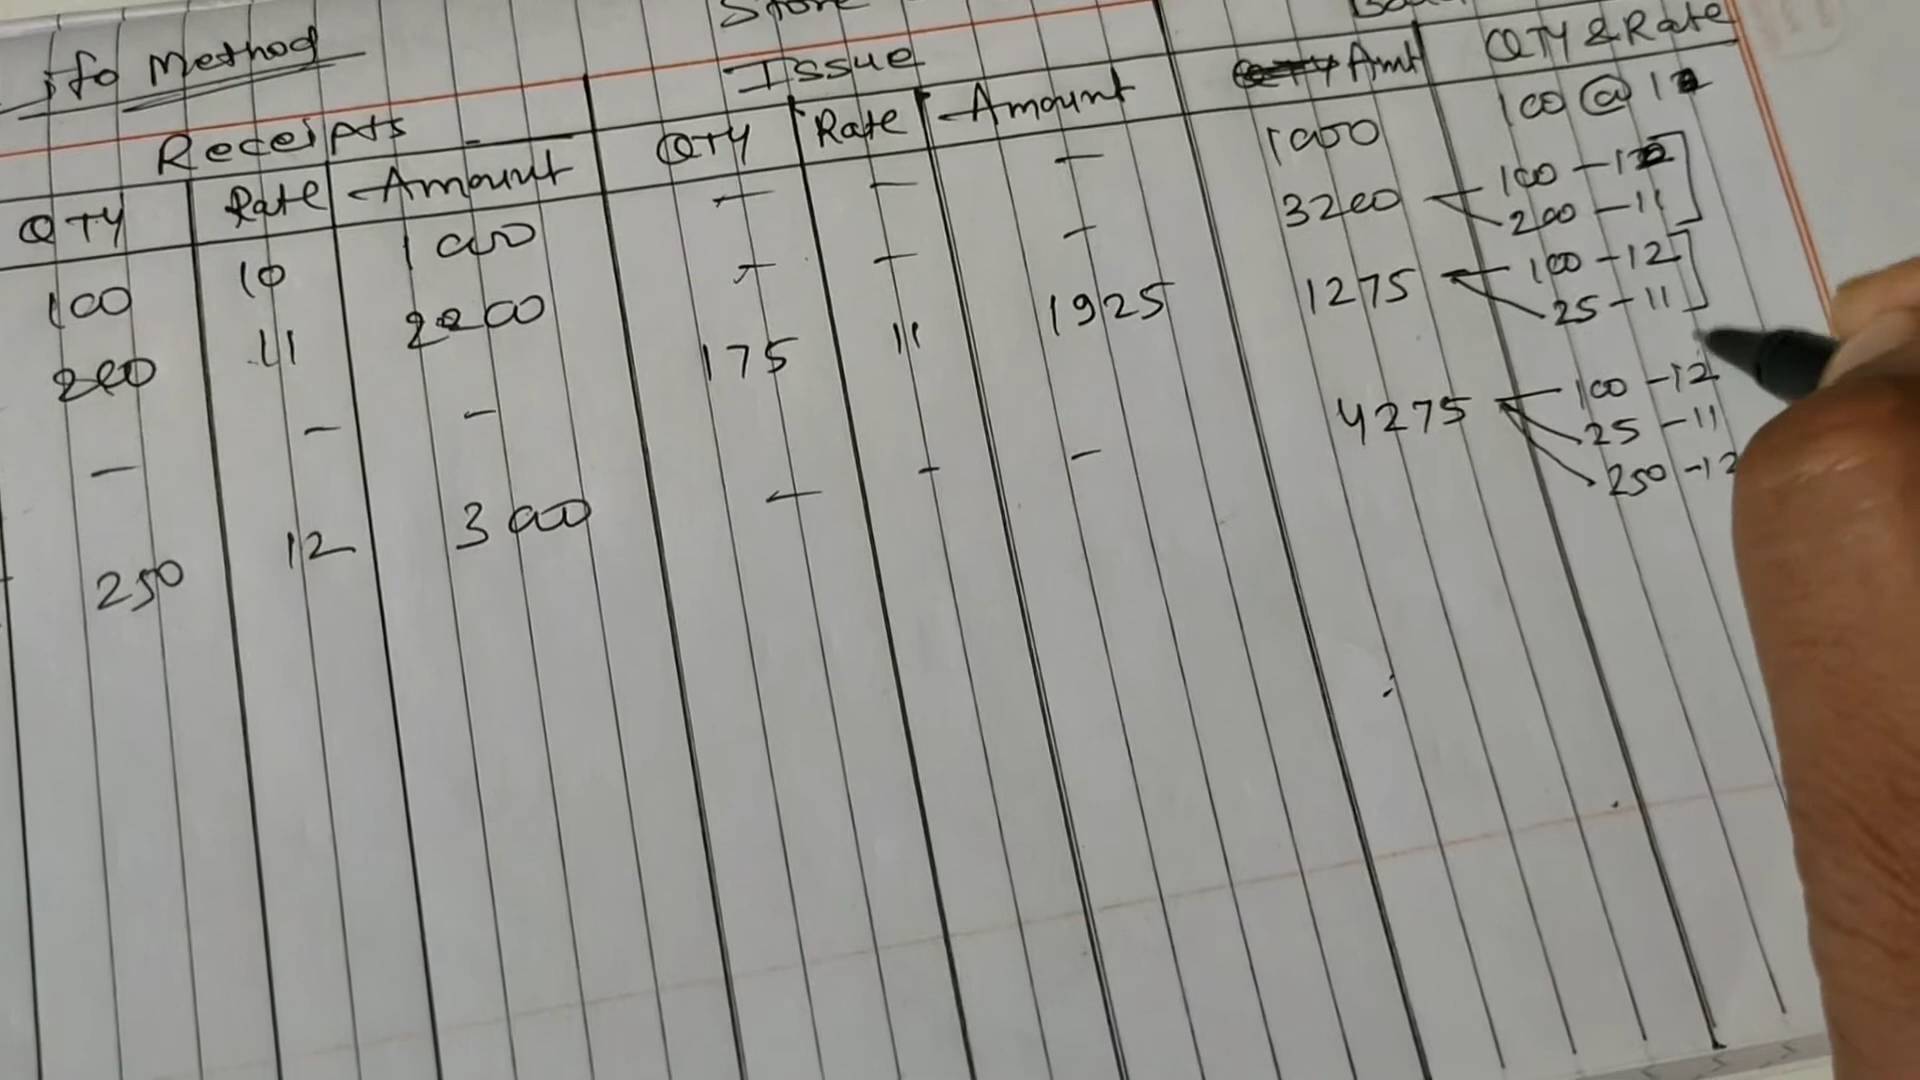 Store
ifo Method
Receipts Issue
QTY Rate Amount QTY Rate Amount Amt QTY & Rate
100 10 1000 - - - 1000 100 @ 12
200 11 2200 - - - 3200 100 - 12
200 - 11
- - - 175 11 1925 1275 100 - 12
25 - 11
250 12 3000 - - - 4275 100 - 12
25 - 11
250 - 12